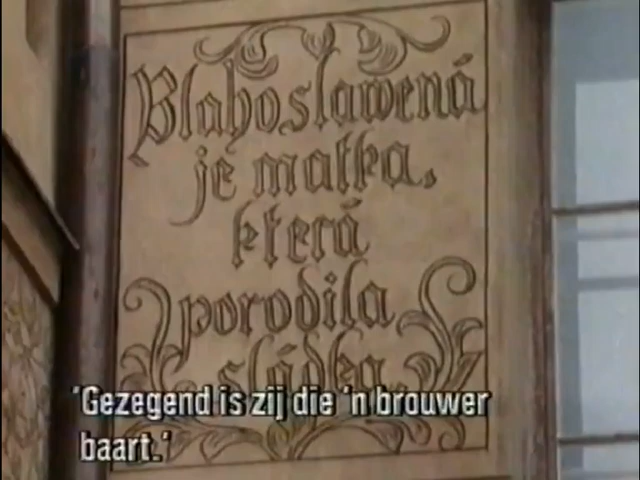 Blahoslawená
je matka,
která
porodila
sládka.
'Gezegend is zij die 'n brouwer
baart.'